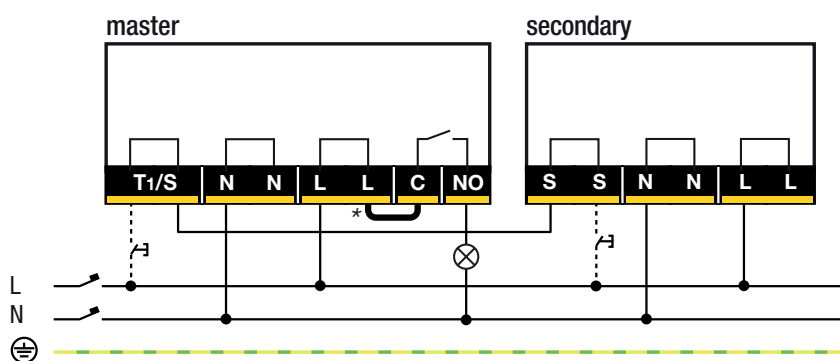 master secondary
T1/S N N L L C NO S S N N L L
*
L
N